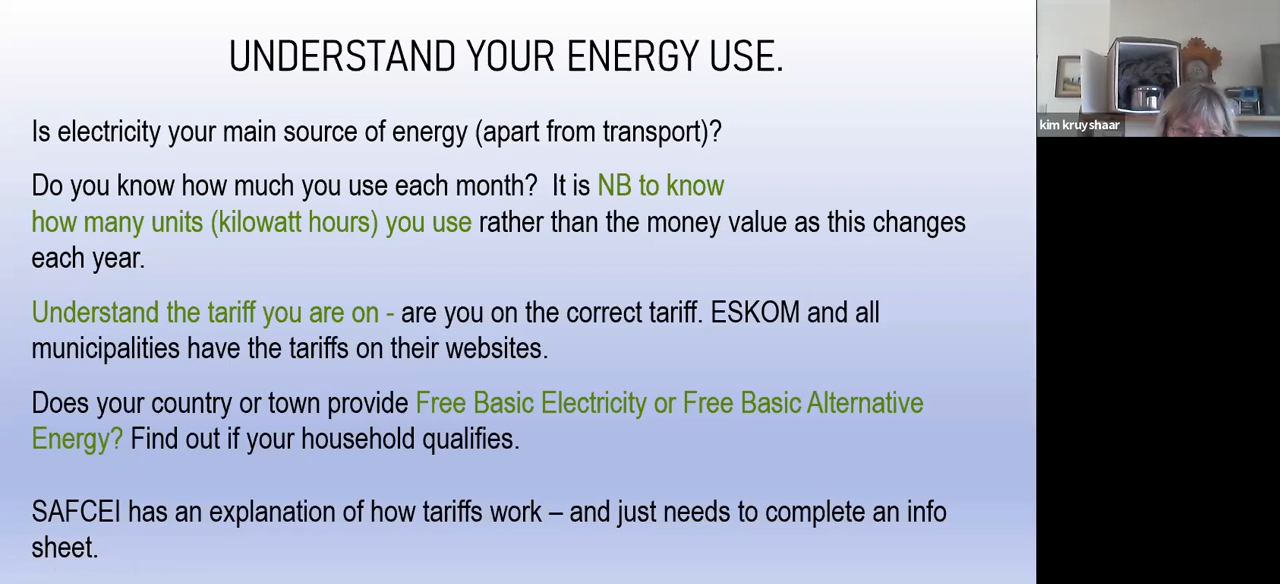 UNDERSTAND YOUR ENERGY USE.
Is electricity your main source of energy (apart from transport)?
Do you know how much you use each month? It is NB to know
how many units (kilowatt hours) you use rather than the money value as this changes
each year.
Understand the tariff you are on - are you on the correct tariff. ESKOM and all
municipalities have the tariffs on their websites.
Does your country or town provide Free Basic Electricity or Free Basic Alternative
Energy? Find out if your household qualifies.
SAFCEI has an explanation of how tariffs work – and just needs to complete an info
sheet.
kim kruyshaar